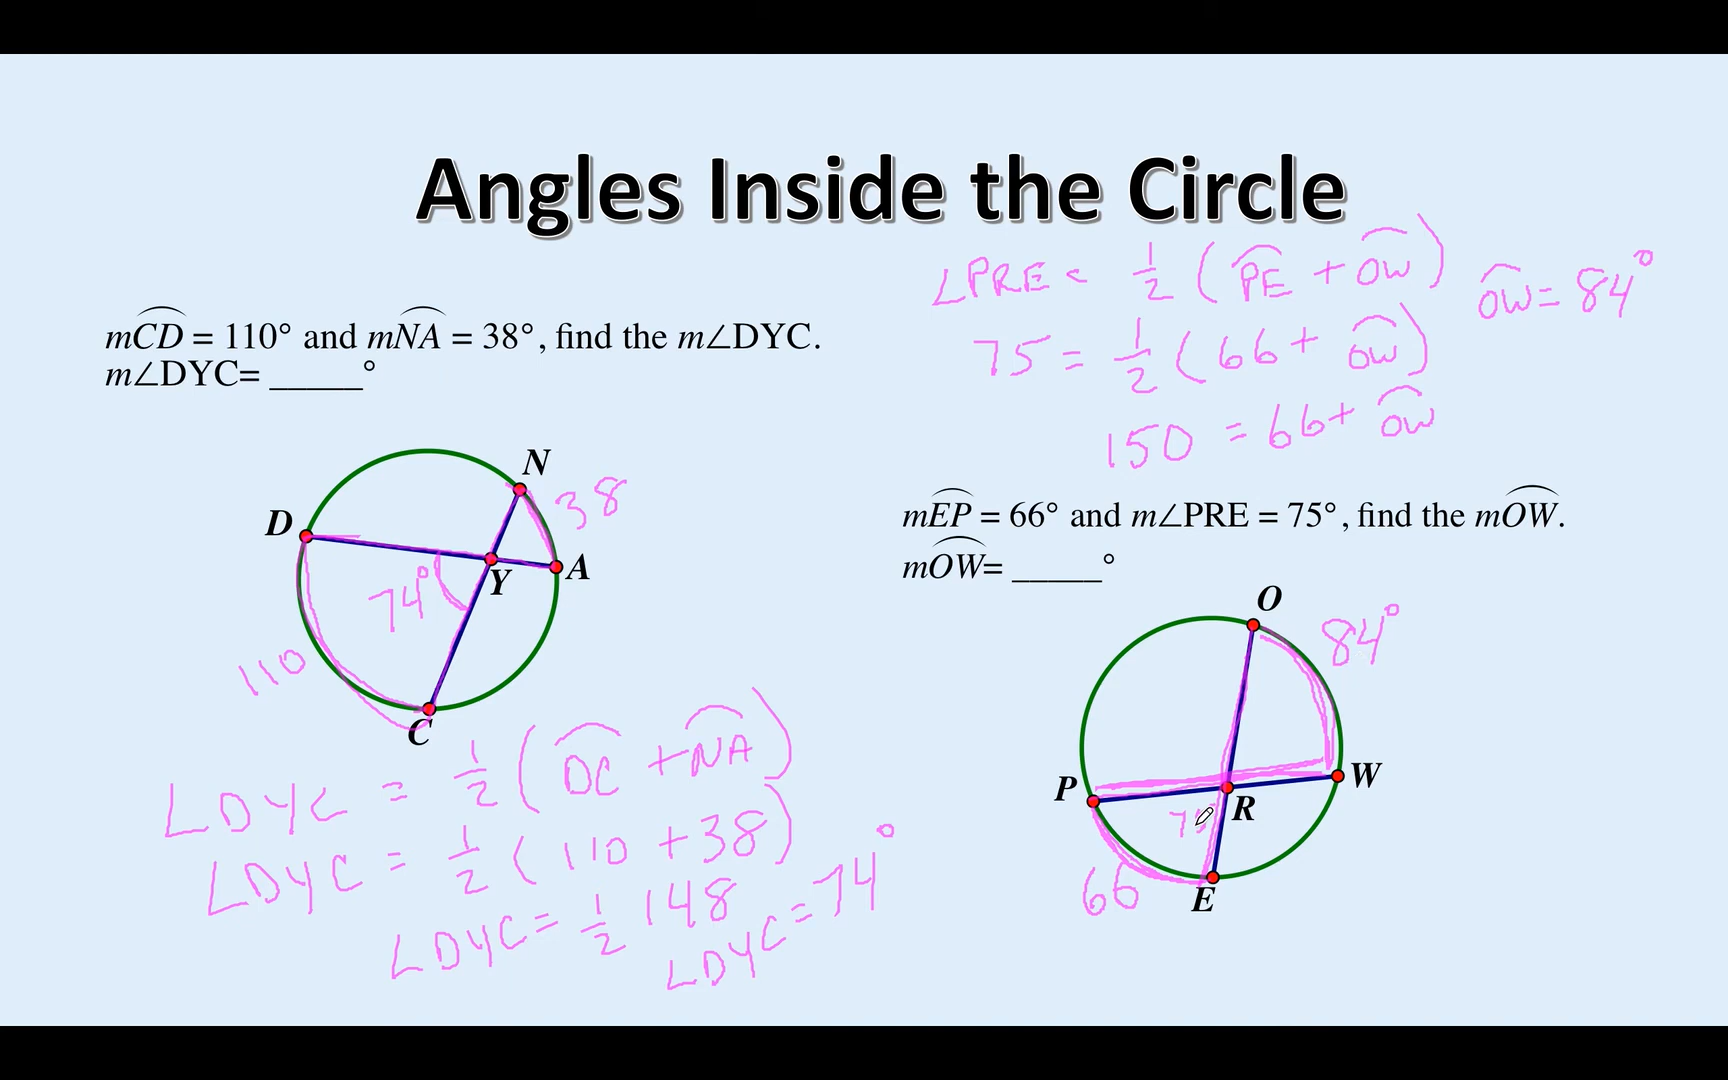 Angles Inside the Circle
mCD = 110° and mNA = 38°, find the m∠DYC.
m∠DYC= _____°
N
38
D
A
Y
74°
110
C
∠DYC = 1/2 (DC + NA)
∠DYC = 1/2 (110 + 38)
∠DYC = 1/2 148
∠DYC = 74°
∠PRE = 1/2 (PE + OW)
OW = 84°
75 = 1/2 (66 + OW)
150 = 66 + OW
mEP = 66° and m∠PRE = 75°, find the mOW.
mOW= _____°
O
84°
P
W
R
75
66
E